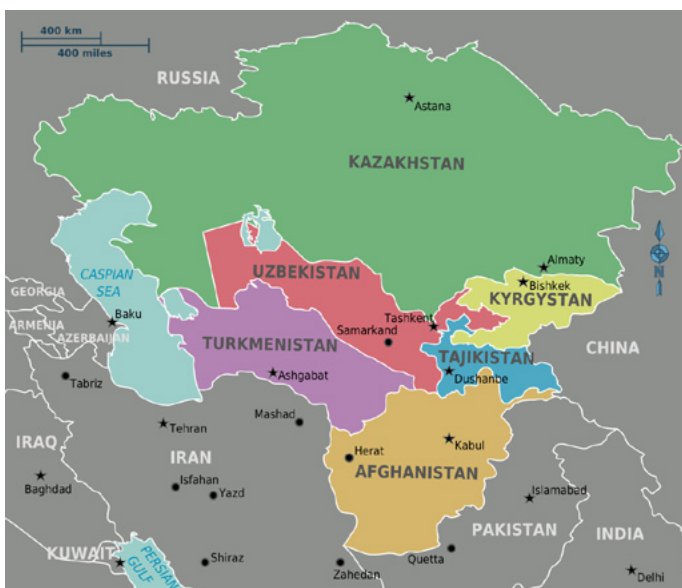 400 km
400 miles
RUSSIA
Astana
KAZAKHSTAN
Almaty
UZBEKISTAN
CASPIAN
SEA
Bishkek
N
GEORGIA
KYRGYSTAN
Baku
Tashkent
ARMENIA
AZERBAIJAN
TURKMENISTAN
Samarkand
CHINA
TAJIKISTAN
Ashgabat
Dushanbe
Tabriz
Mashad
Tehran
IRAQ
Kabul
IRAN
Herat
AFGHANISTAN
Baghdad
Isfahan
Yazd
Islamabad
PAKISTAN
INDIA
KUWAIT
PERSIAN
GULF
Shiraz
Zahedan
Quetta
Delhi